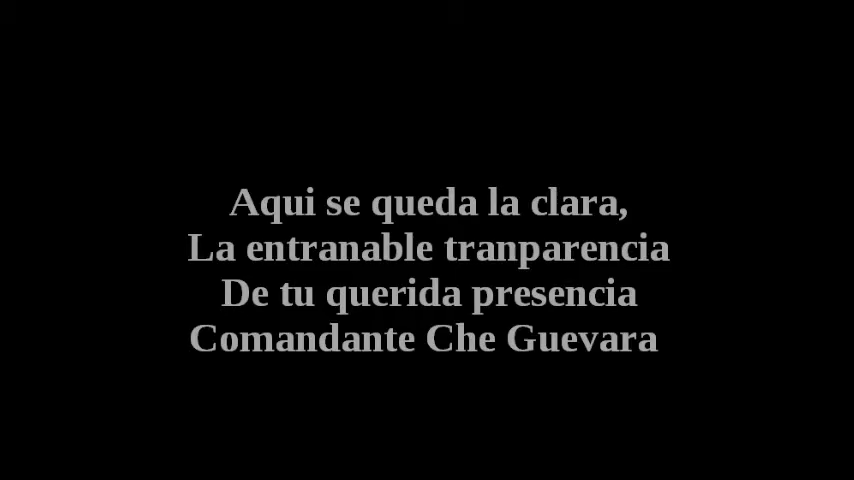 Aqui se queda la clara,
La entranable tranparencia
De tu querida presencia
Comandante Che Guevara